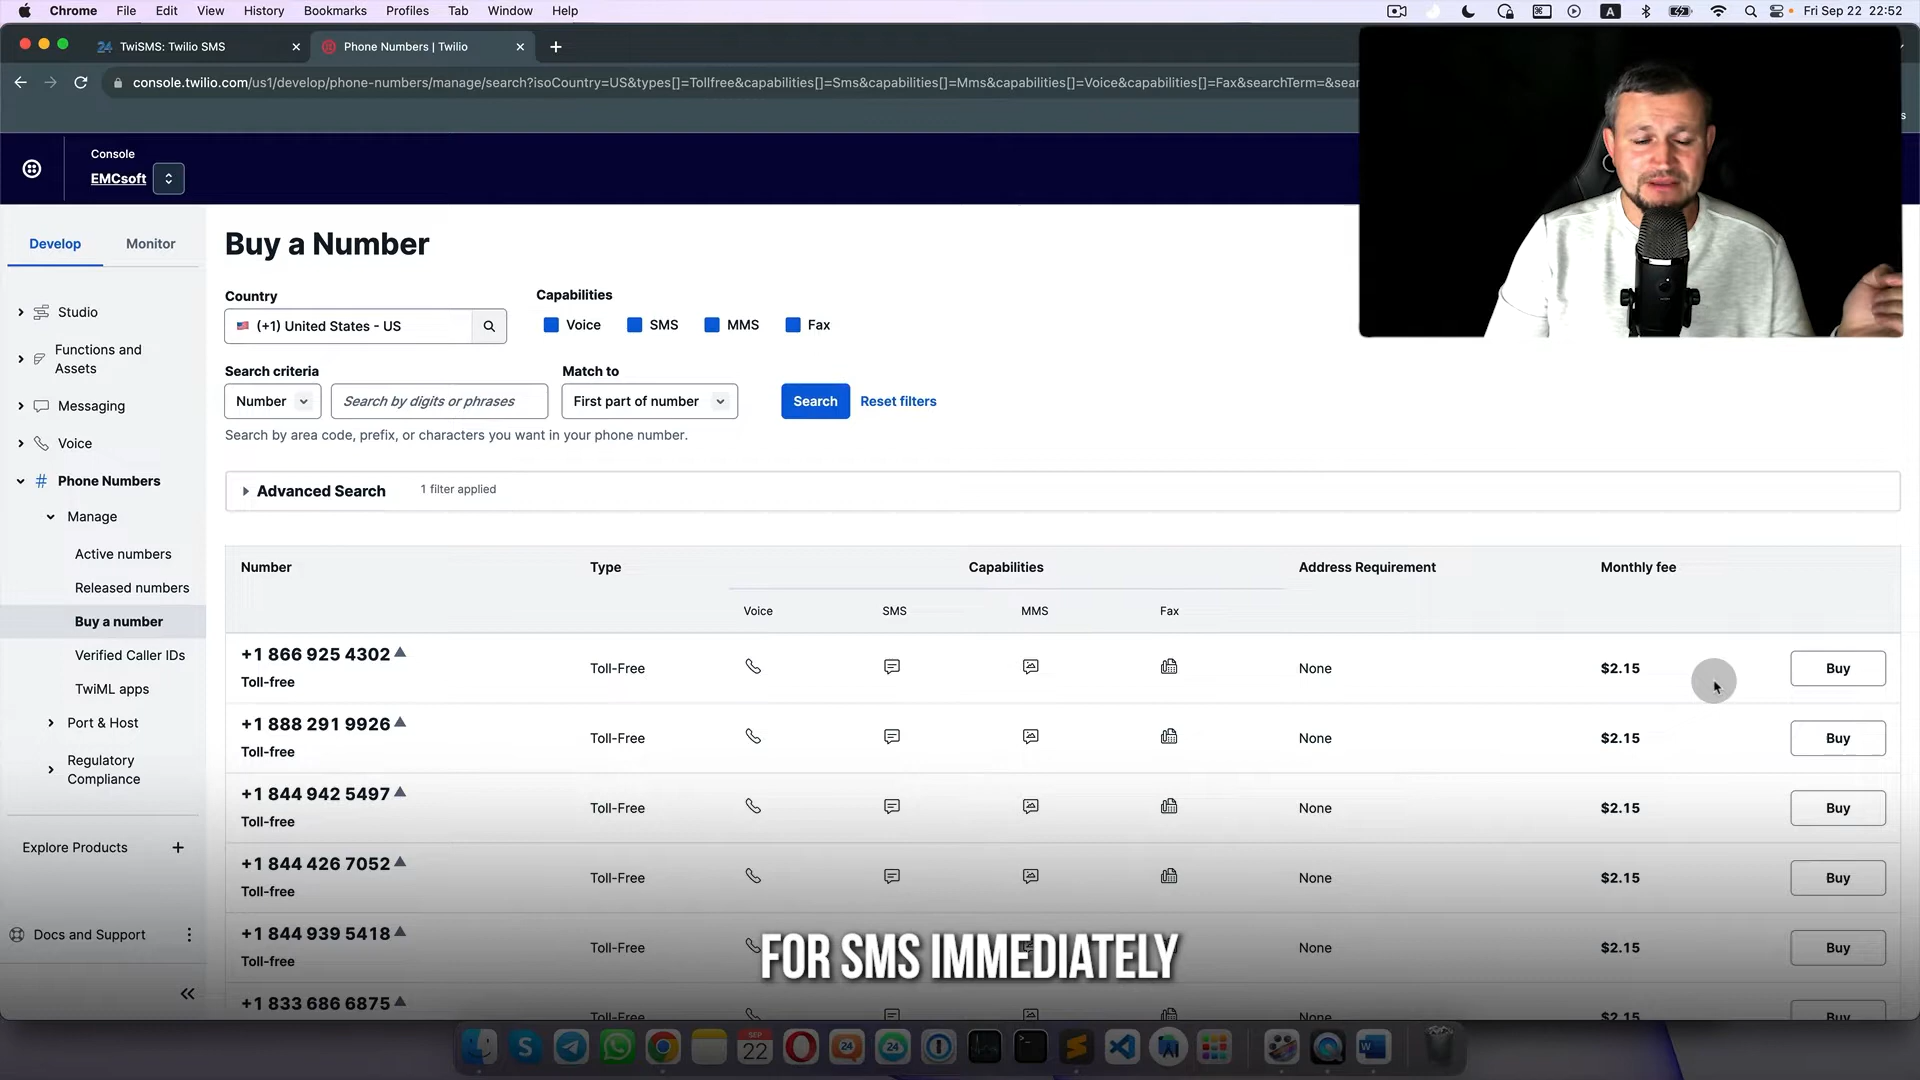 Chrome File Edit View History Bookmarks Profiles Tab Window Help
A Fri Sep 22 22:52
24 TwiSMS: Twilio SMS
Phone Numbers | Twilio
console.twilio.com/us1/develop/phone-numbers/manage/search?isoCountry=US&types[]=Tollfree&capabilities[]=Sms&capabilities[]=Mms&capabilities[]=Voice&capabilities[]=Fax&searchTerm=&sear
Console
EMCsoft
Develop Monitor
Studio
Functions and
Assets
Messaging
Voice
# Phone Numbers
Manage
Active numbers
Released numbers
Buy a number
Verified Caller IDs
TwiML apps
Port & Host
Regulatory
Compliance
Explore Products +
Docs and Support
Buy a Number
Country
(+1) United States - US
Capabilities
Voice SMS MMS Fax
Search criteria
Number
Search by digits or phrases
Match to
First part of number
Search
Reset filters
Search by area code, prefix, or characters you want in your phone number.
Advanced Search 1 filter applied
Number Type Capabilities Address Requirement Monthly fee
Voice SMS MMS Fax
+1 866 925 4302
Toll-free
Toll-Free None $2.15 Buy
+1 888 291 9926
Toll-free
Toll-Free None $2.15 Buy
+1 844 942 5497
Toll-free
Toll-Free None $2.15 Buy
+1 844 426 7052
Toll-free
Toll-Free None $2.15 Buy
+1 844 939 5418
Toll-free
Toll-Free None $2.15 Buy
+1 833 686 6875
Toll-Free None $2.15 Buy
FOR SMS IMMEDIATELY
SEP
22
24
24